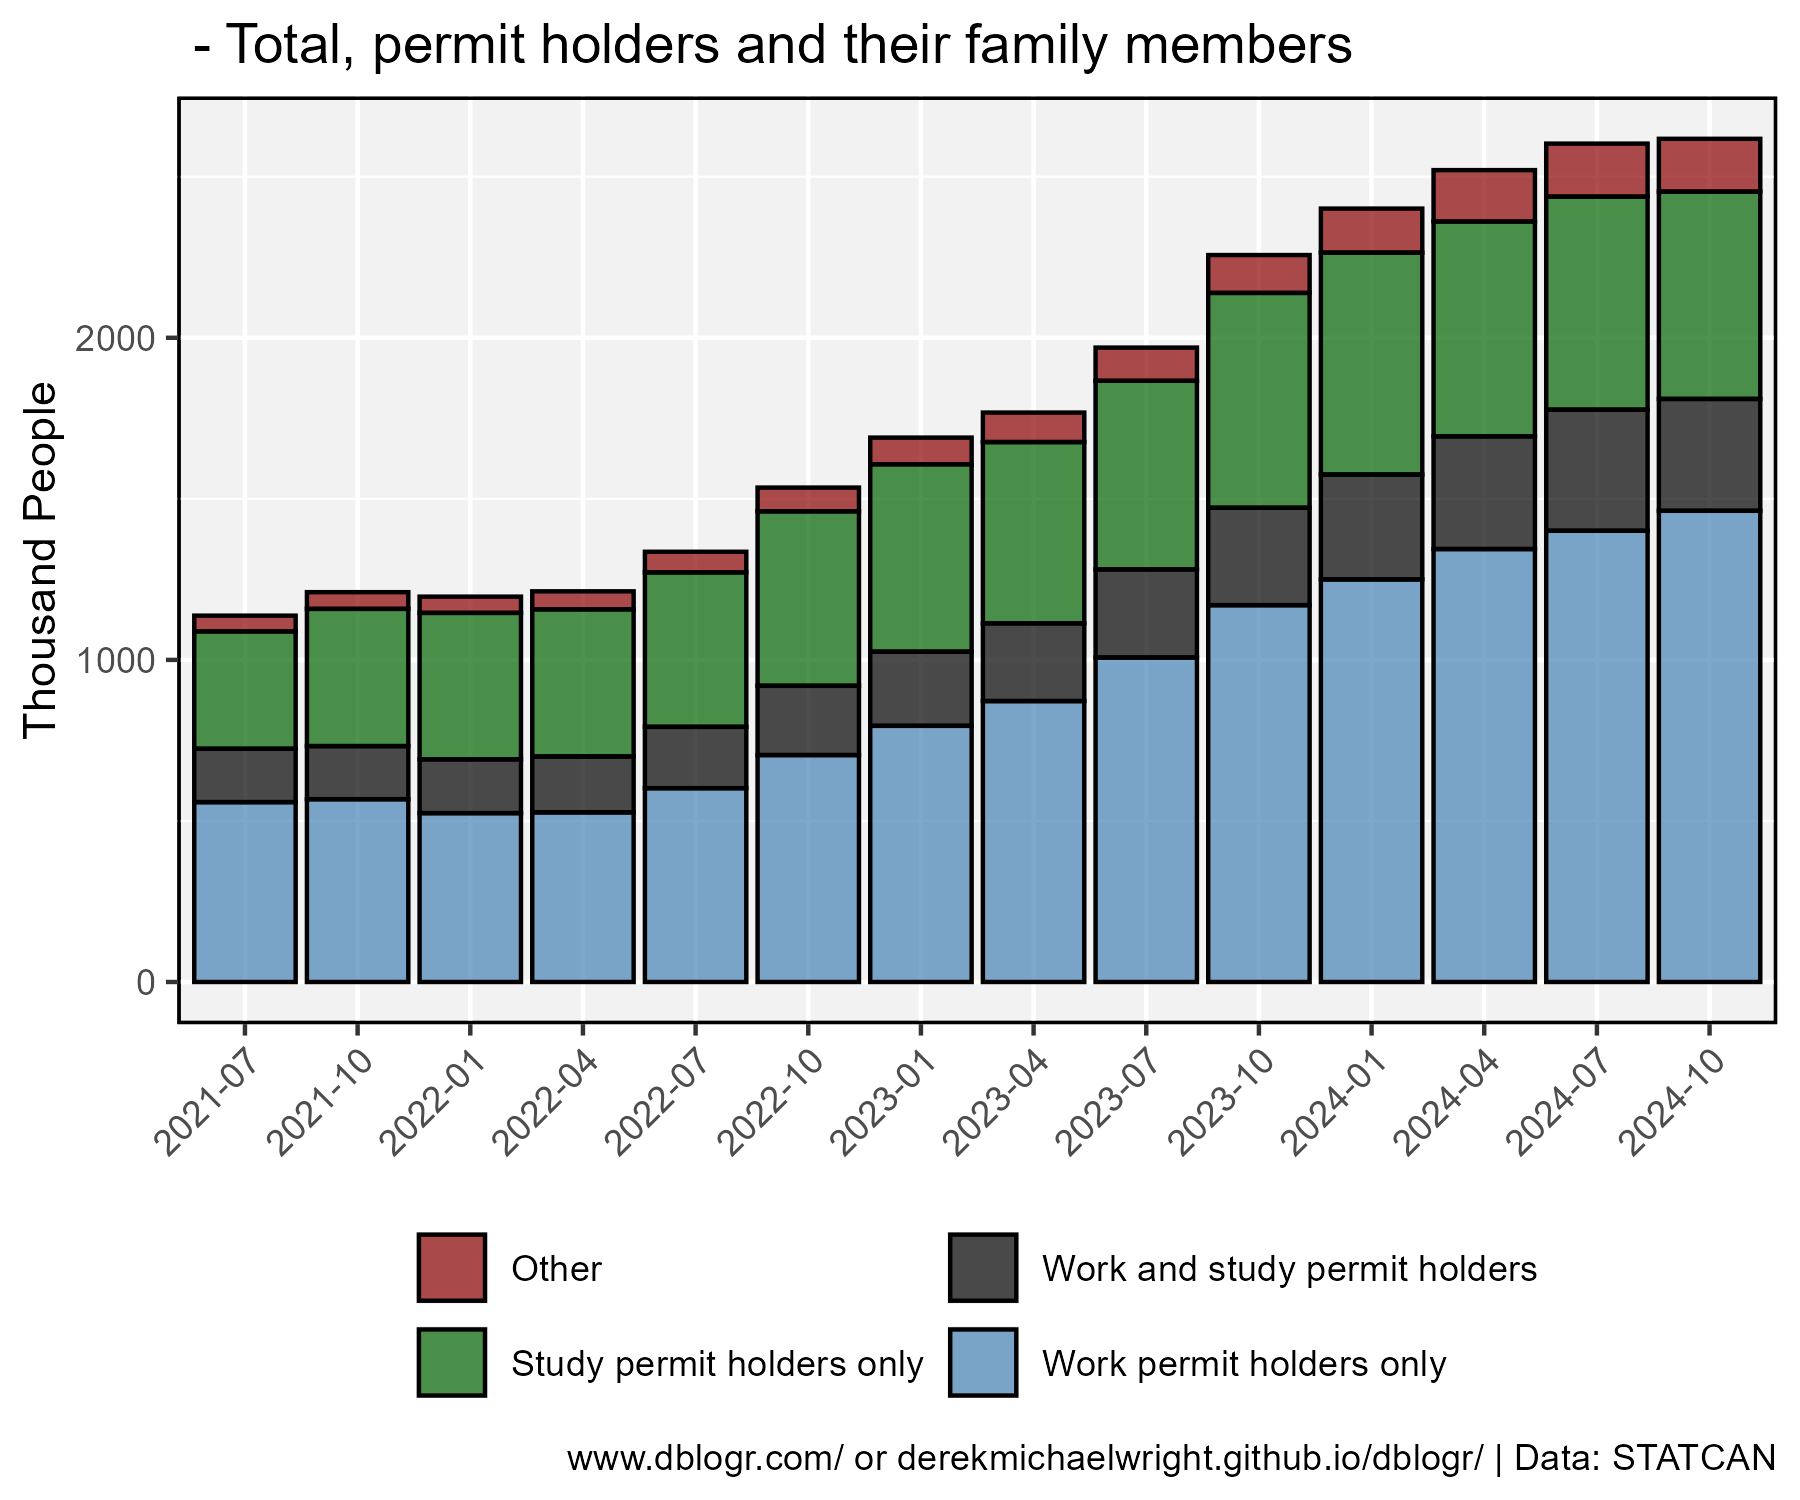 - Total, permit holders and their family members
Thousand People
2000
1000
0
2021-07
2021-10
2022-01
2022-04
2022-07
2022-10
2023-01
2023-04
2023-07
2023-10
2024-01
2024-04
2024-07
2024-10
Other
Work and study permit holders
Study permit holders only
Work permit holders only
www.dblogr.com/ or derekmichaelwright.github.io/dblogr/ | Data: STATCAN